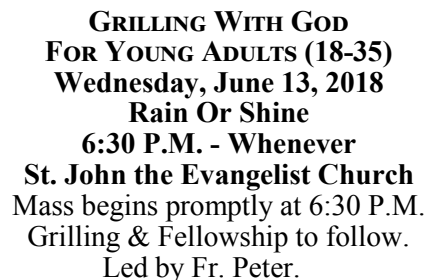 Grilling With God
For Young Adults (18-35)
Wednesday, June 13, 2018
Rain Or Shine
6:30 P.M. - Whenever
St. John the Evangelist Church
Mass begins promptly at 6:30 P.M.
Grilling & Fellowship to follow.
Led by Fr. Peter.